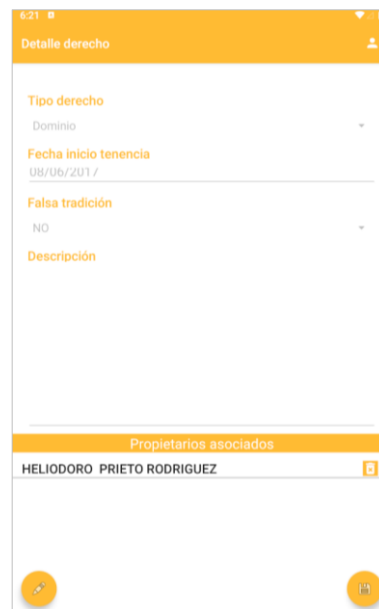 6:21
Detalle derecho
Tipo derecho
Dominio
Fecha inicio tenencia
08/06/2017
Falsa tradición
NO
Descripción
Propietarios asociados
HELIODORO PRIETO RODRIGUEZ